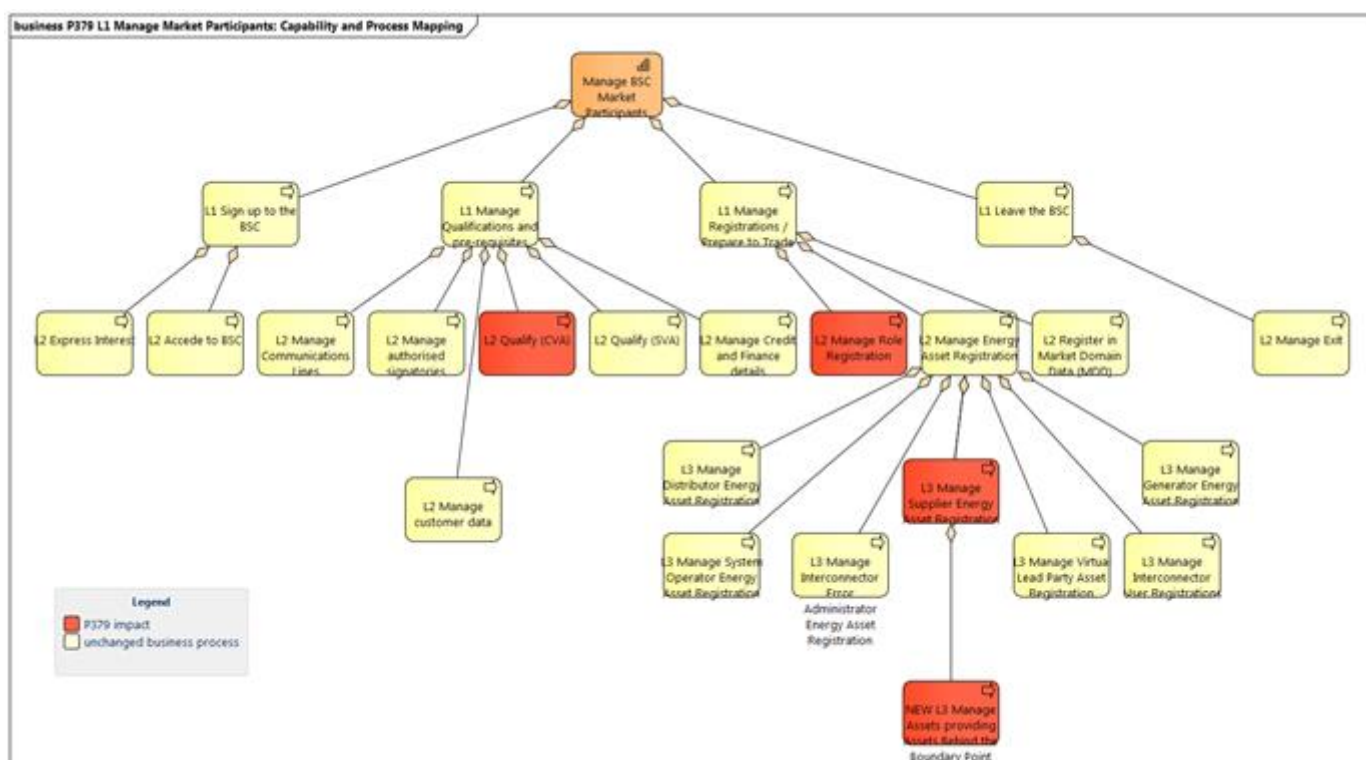 business P379 L1 Manage Market Participants: Capability and Process Mapping
Manage BSC
Market
Participants
L1 Sign up to the
BSC
L1 Manage
Qualifications and
pre-requisites
L1 Manage
Registrations /
Prepare to Trade
L1 Leave the BSC
L2 Express Interest
L2 Accede to BSC
L2 Manage
Communications
Lines
L2 Manage
authorised
signatories
L2 Qualify (CVA)
L2 Qualify (SVA)
L2 Manage Credit
and Finance
details
L2 Manage Role
Registration
L2 Manage Energy
Asset Registration
L2 Register in
Market Domain
Data (MDD)
L2 Manage Exit
L2 Manage
customer data
L3 Manage
Distributor Energy
Asset Registration
L3 Manage
Supplier Energy
Asset Registration
L3 Manage
Generator Energy
Asset Registration
L3 Manage System
Operator Energy
Asset Registration
L3 Manage
Interconnector
Error
Administrator
Energy Asset
Registration
L3 Manage Virtual
Lead Party Asset
Registration
L3 Manage
Interconnector
User Registrations
NEW L3 Manage
Assets providing
Assets Behind the
Boundary Point
Legend
P379 impact
unchanged business process